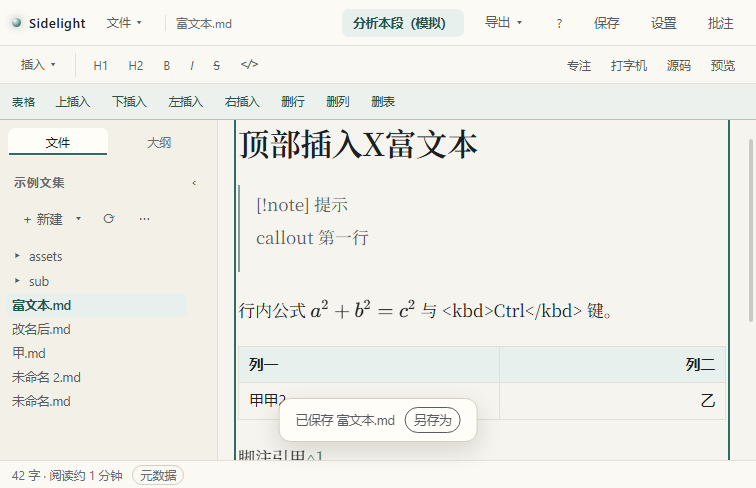 Sidelight 文件 富文本.md 分析本段（模拟） 导出 ? 保存 设置 批注
插入 H1 H2 B I S </> 专注 打字机 源码 预览
表格 上插入 下插入 左插入 右插入 删行 删列 删表
文件 大纲
示例文集
+ 新建 ...
assets
sub
富文本.md
改名后.md
甲.md
未命名 2.md
未命名.md
顶部插入X富文本
[!note] 提示
callout 第一行
行内公式 a² + b² = c² 与 <kbd>Ctrl</kbd> 键。
列一 列二
甲甲2 乙
已保存 富文本.md 另存为
脚注引用^1
42 字 · 阅读约 1 分钟 元数据